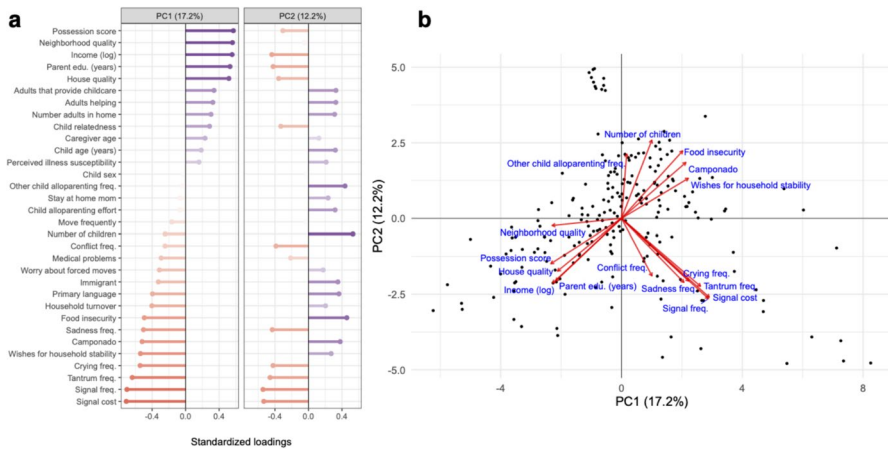 a
PC1 (17.2%)
PC2 (12.2%)
Possession score
Neighborhood quality
Income (log)
Parent edu. (years)
House quality
Adults that provide childcare
Adults helping
Number adults in home
Child relatedness
Caregiver age
Child age (years)
Perceived illness susceptibility
Child sex
Other child alloparenting freq.
Stay at home mom
Child alloparenting effort
Move frequently
Number of children
Conflict freq.
Medical problems
Worry about forced moves
Immigrant
Primary language
Household turnover
Food insecurity
Sadness freq.
Camponado
Wishes for household stability
Crying freq.
Tantrum freq.
Signal freq.
Signal cost
-0.4 0.0 0.4
-0.4 0.0 0.4
Standardized loadings
b
5.0
2.5
0.0
-2.5
-5.0
PC2 (12.2%)
Number of children
Other child alloparenting freq.
Food insecurity
Camponado
Wishes for household stability
Neighborhood quality
Possession score
House quality
Income (log)
Parent edu. (years)
Conflict freq.
Crying freq.
Sadness freq.
Tantrum freq.
Signal cost
Signal freq.
-4 0 4 8
PC1 (17.2%)